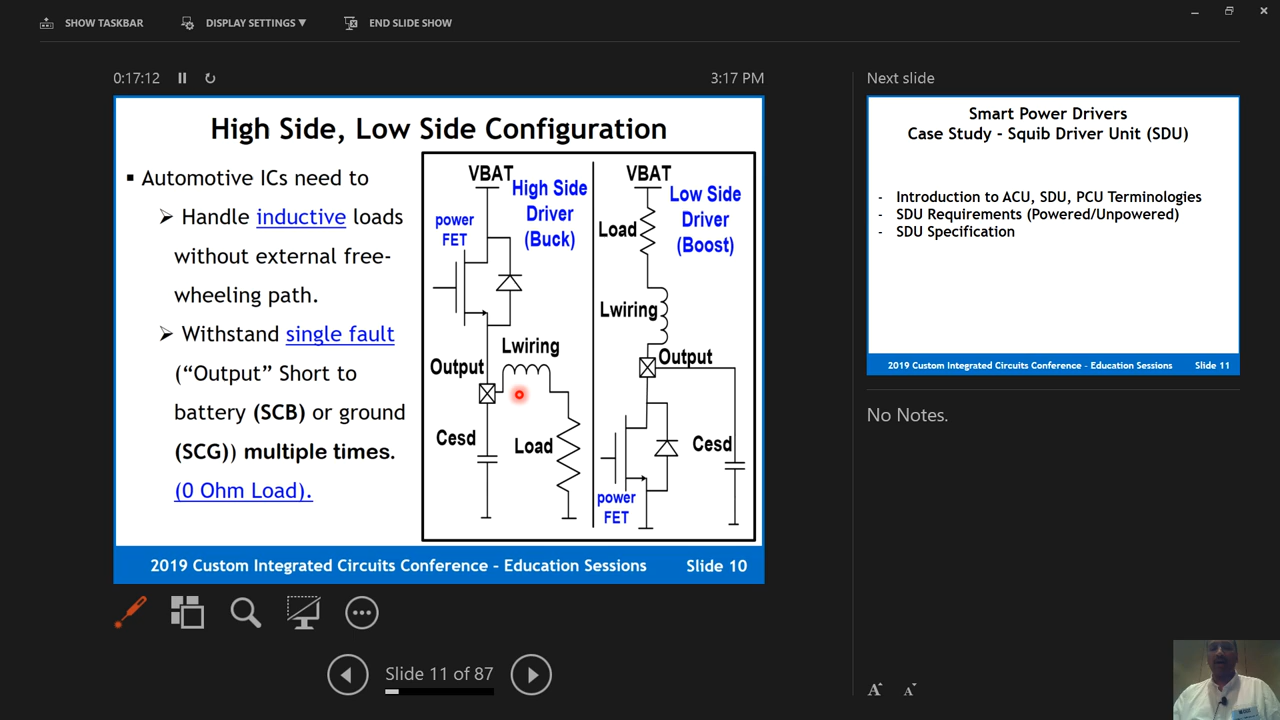 SHOW TASKBAR
DISPLAY SETTINGS ▼
END SLIDE SHOW
0:17:12
3:17 PM
High Side, Low Side Configuration
▪ Automotive ICs need to
➢ Handle inductive loads
without external free-
wheeling path.
➢ Withstand single fault
(“Output” Short to
battery (SCB) or ground
(SCG)) multiple times.
(0 Ohm Load).
VBAT
High Side
Driver
(Buck)
power
FET
Lwiring
Output
Cesd
Load
VBAT
Low Side
Driver
(Boost)
Load
Lwiring
Output
Cesd
power
FET
2019 Custom Integrated Circuits Conference - Education Sessions Slide 10
Slide 11 of 87
Next slide
Smart Power Drivers
Case Study - Squib Driver Unit (SDU)
- Introduction to ACU, SDU, PCU Terminologies
- SDU Requirements (Powered/Unpowered)
- SDU Specification
2019 Custom Integrated Circuits Conference - Education Sessions Slide 11
No Notes.
A A